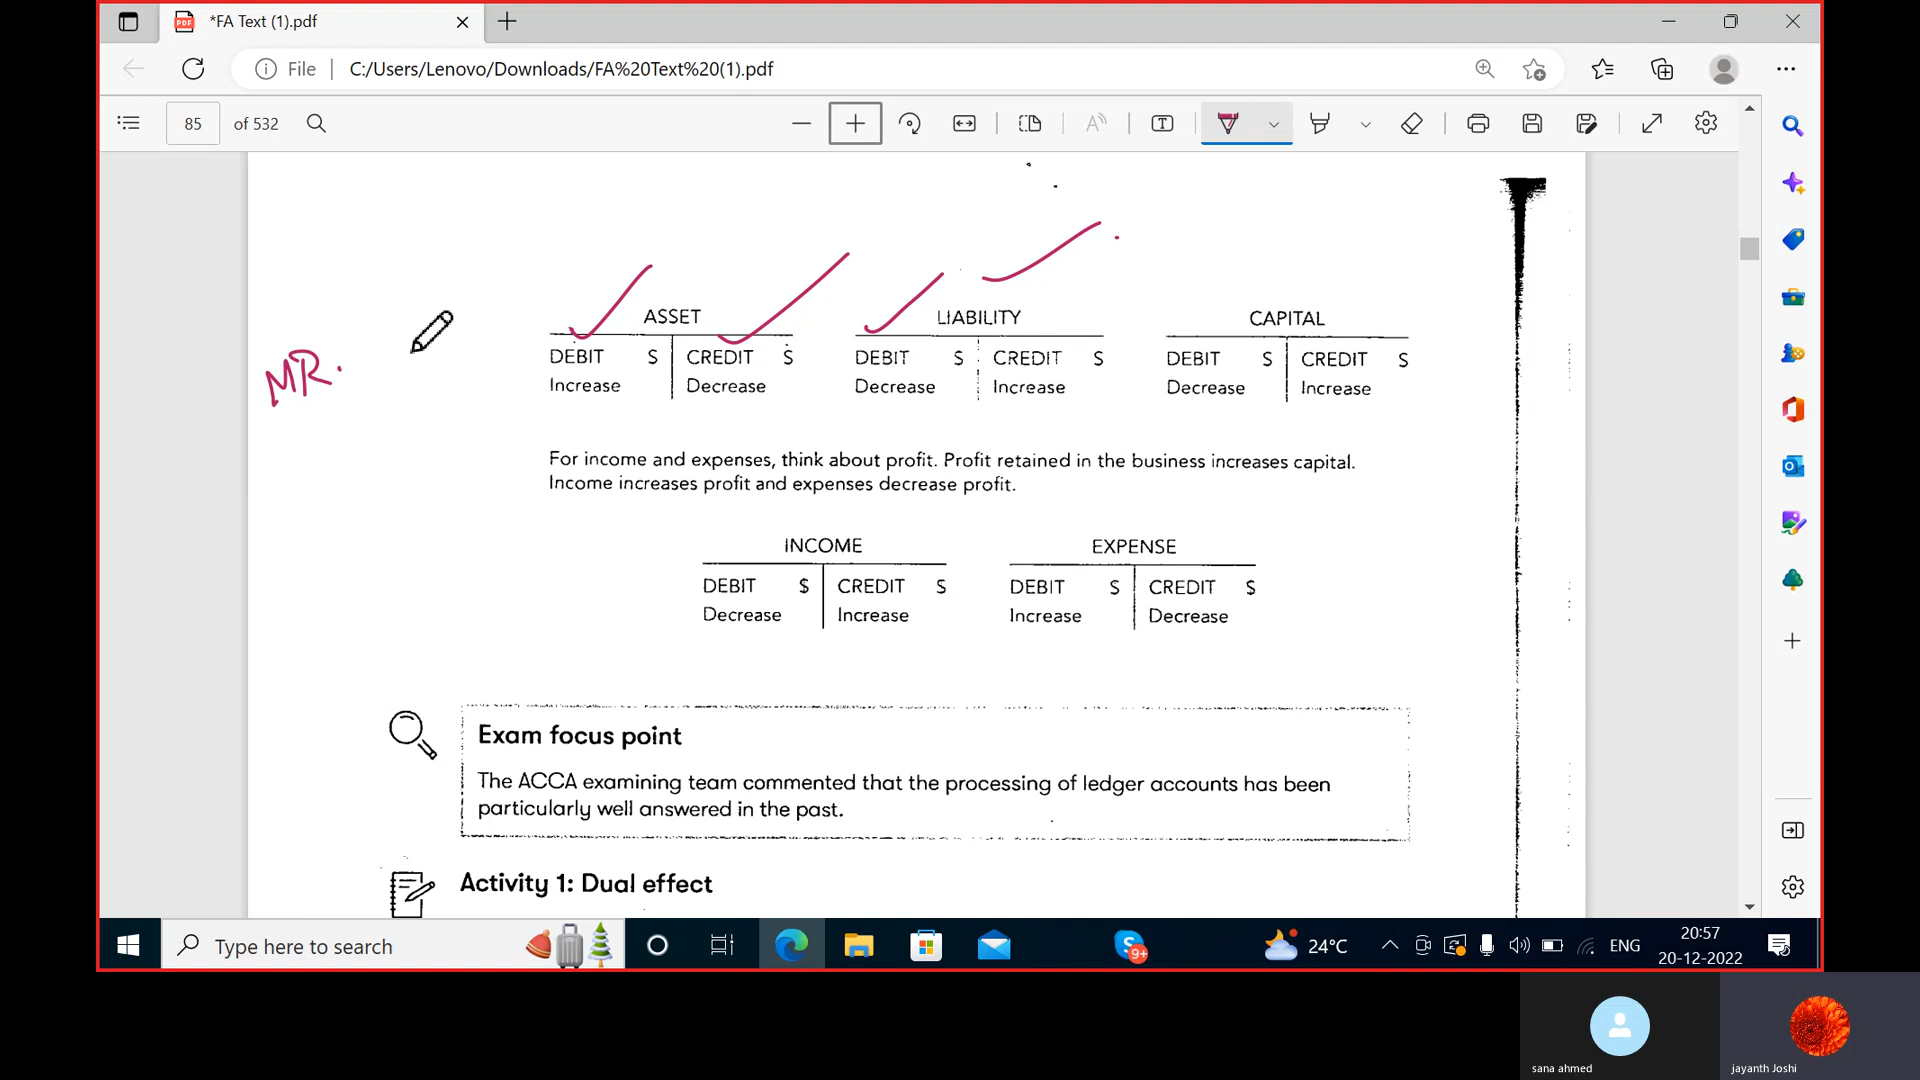 *FA Text (1).pdf
File | C:/Users/Lenovo/Downloads/FA%20Text%20(1).pdf
85 of 532
MR.
ASSET LIABILITY CAPITAL
DEBIT $ CREDIT $ DEBIT $ CREDIT $ DEBIT $ CREDIT $
Increase Decrease Decrease Increase Decrease Increase
For income and expenses, think about profit. Profit retained in the business increases capital.
Income increases profit and expenses decrease profit.
INCOME EXPENSE
DEBIT $ CREDIT $ DEBIT $ CREDIT $
Decrease Increase Increase Decrease
Exam focus point
The ACCA examining team commented that the processing of ledger accounts has been
particularly well answered in the past.
Activity 1: Dual effect
Type here to search
9+
24°C
ENG
20:57
20-12-2022
sana ahmed
jayanth Joshi